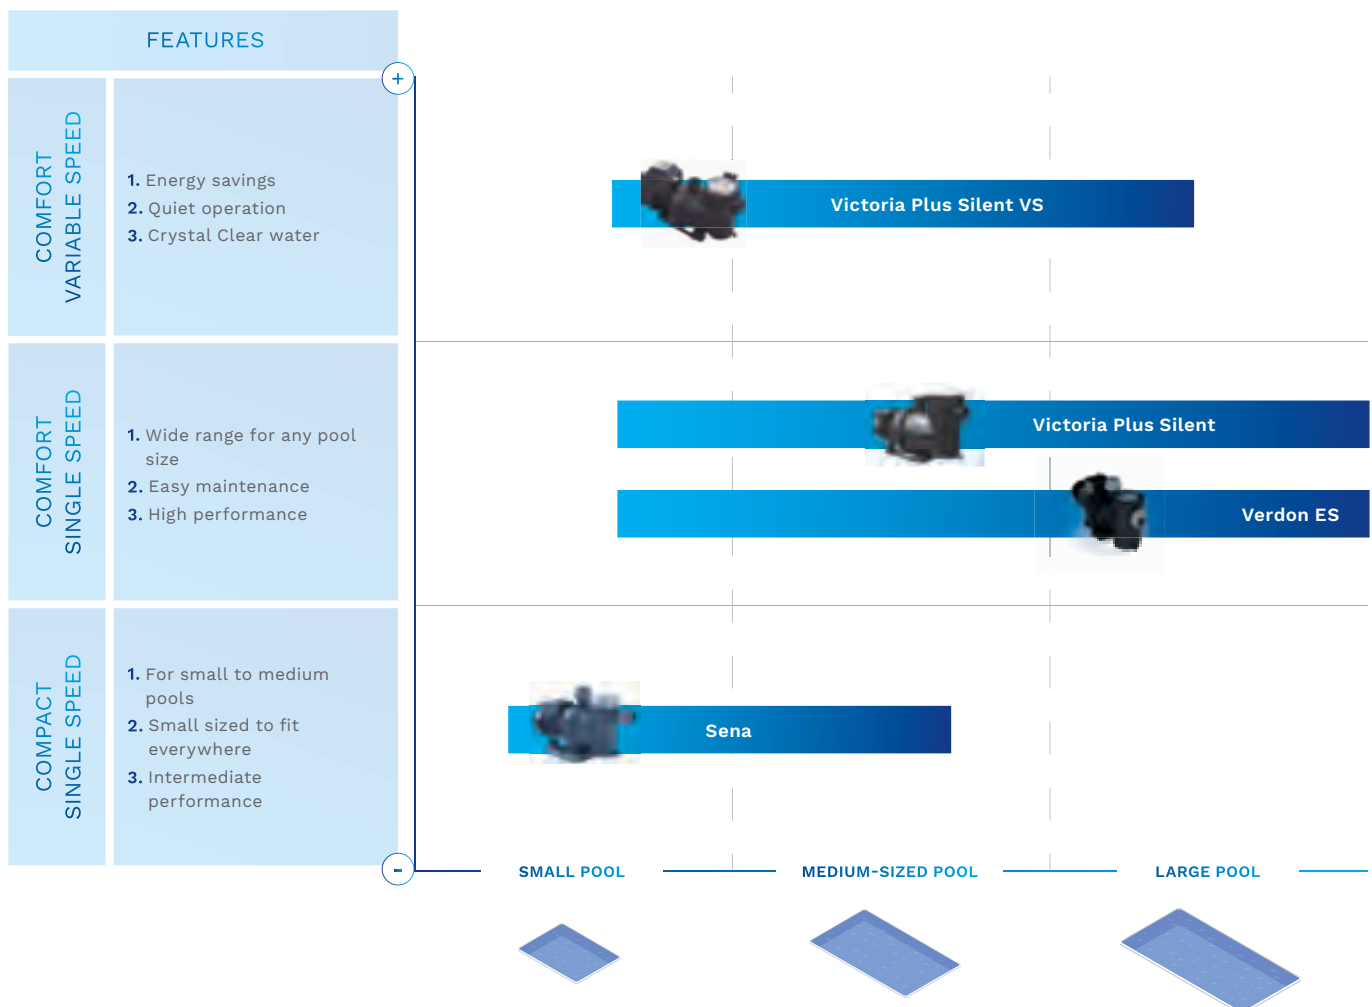 FEATURES
+
COMFORT
VARIABLE SPEED
1. Energy savings
2. Quiet operation
3. Crystal Clear water
Victoria Plus Silent VS
COMFORT
SINGLE SPEED
1. Wide range for any pool
size
2. Easy maintenance
3. High performance
Victoria Plus Silent
Verdon ES
COMPACT
SINGLE SPEED
1. For small to medium
pools
2. Small sized to fit
everywhere
3. Intermediate
performance
Sena
-
SMALL POOL
MEDIUM-SIZED POOL
LARGE POOL